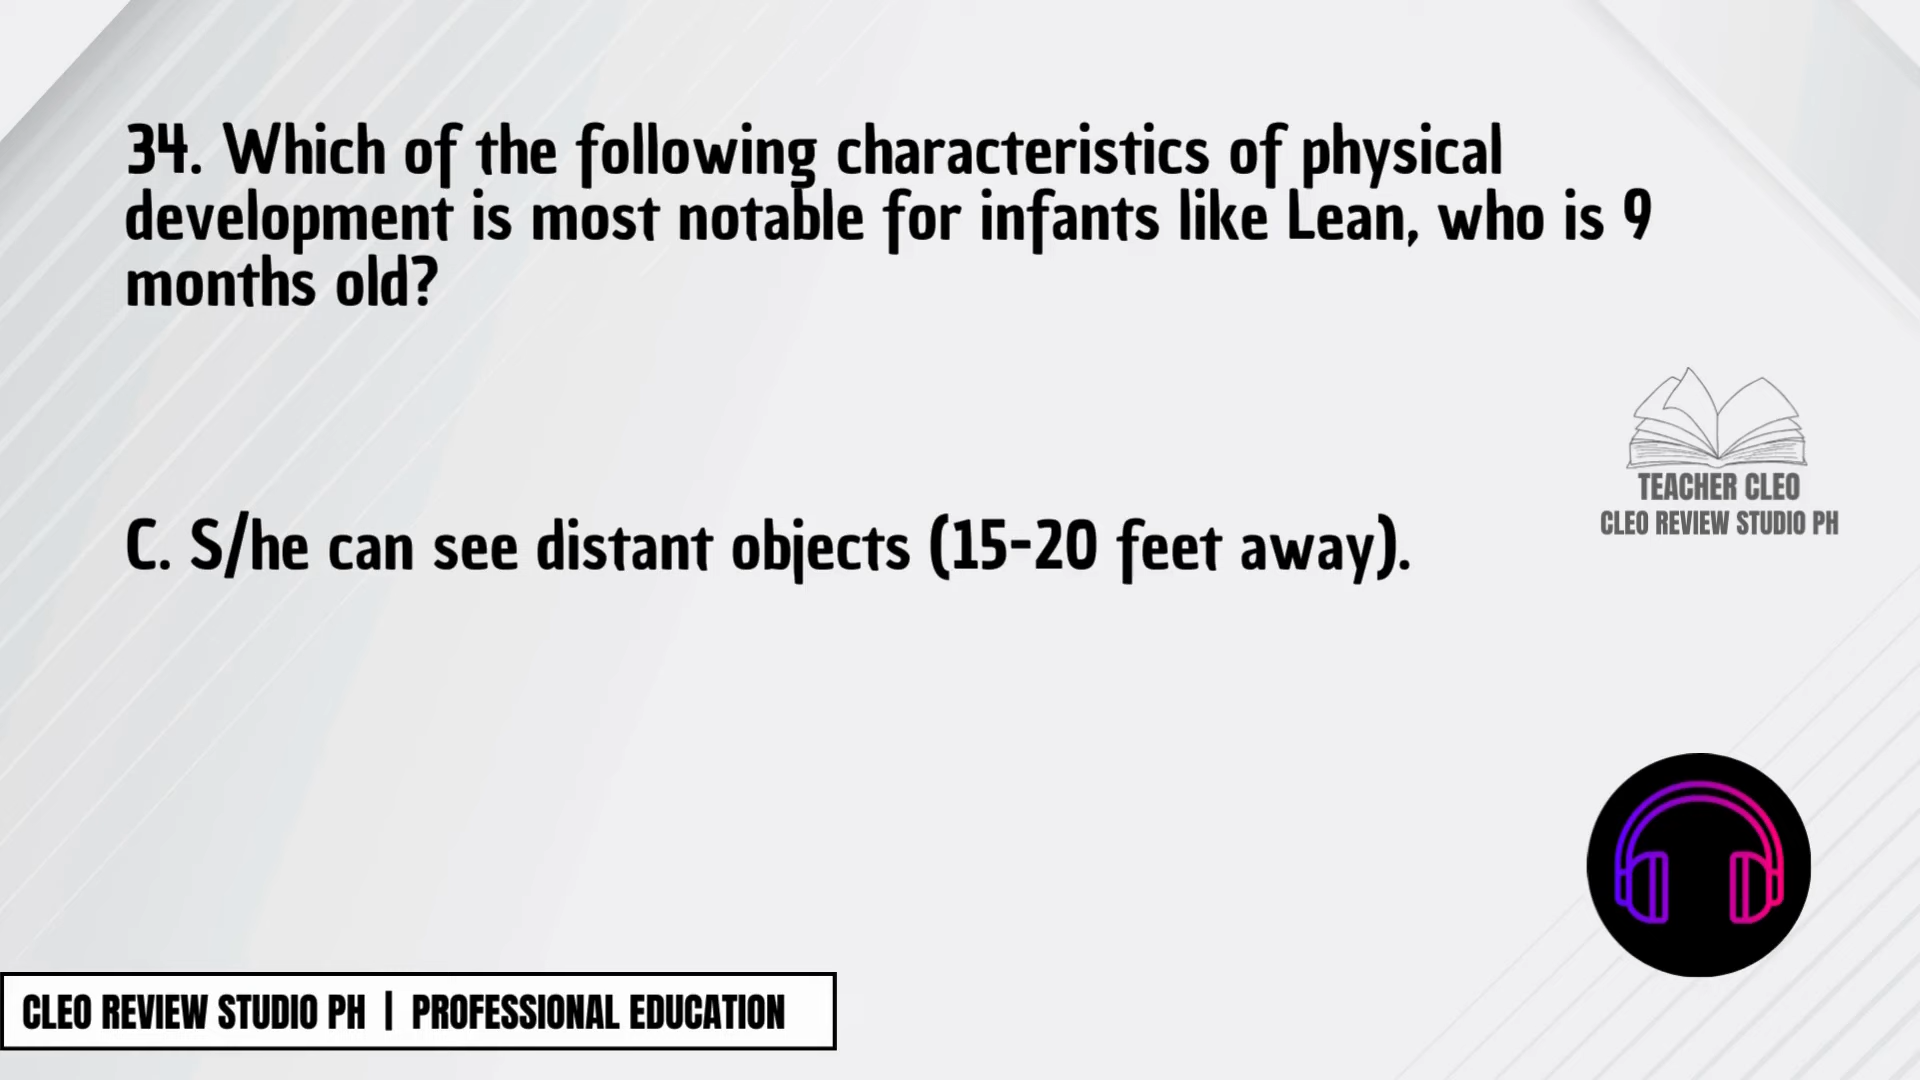 34. Which of the following characteristics of physical
development is most notable for infants like Lean, who is 9
months old?
TEACHER CLEO
CLEO REVIEW STUDIO PH
C. S/he can see distant objects (15-20 feet away).
CLEO REVIEW STUDIO PH | PROFESSIONAL EDUCATION